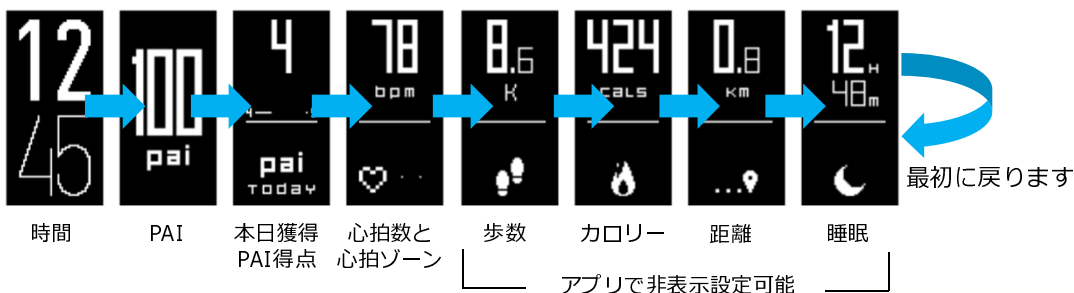 12
45
100
pai
4
pai
TODAY
78
bpm
8.6
K
424
CALS
0.8
KM
12H
48m
最初に戻ります
時間
PAI
本日獲得
PAI得点
心拍数と
心拍ゾーン
歩数
カロリー
距離
睡眠
アプリで非表示設定可能